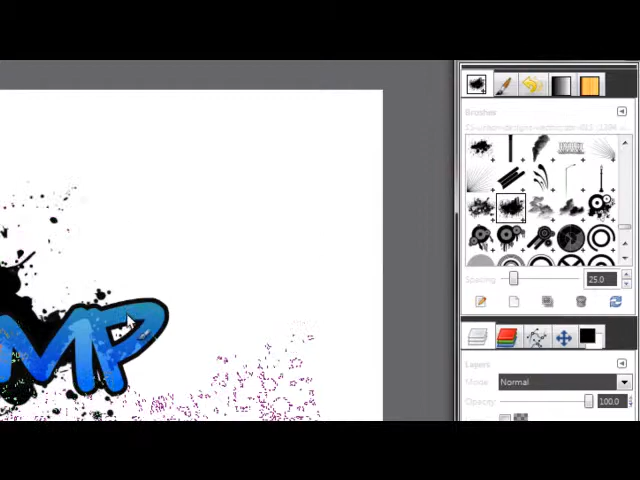 MP
Brushes
Spacing
25.0
Layers
Mode Normal
Opacity 100.0